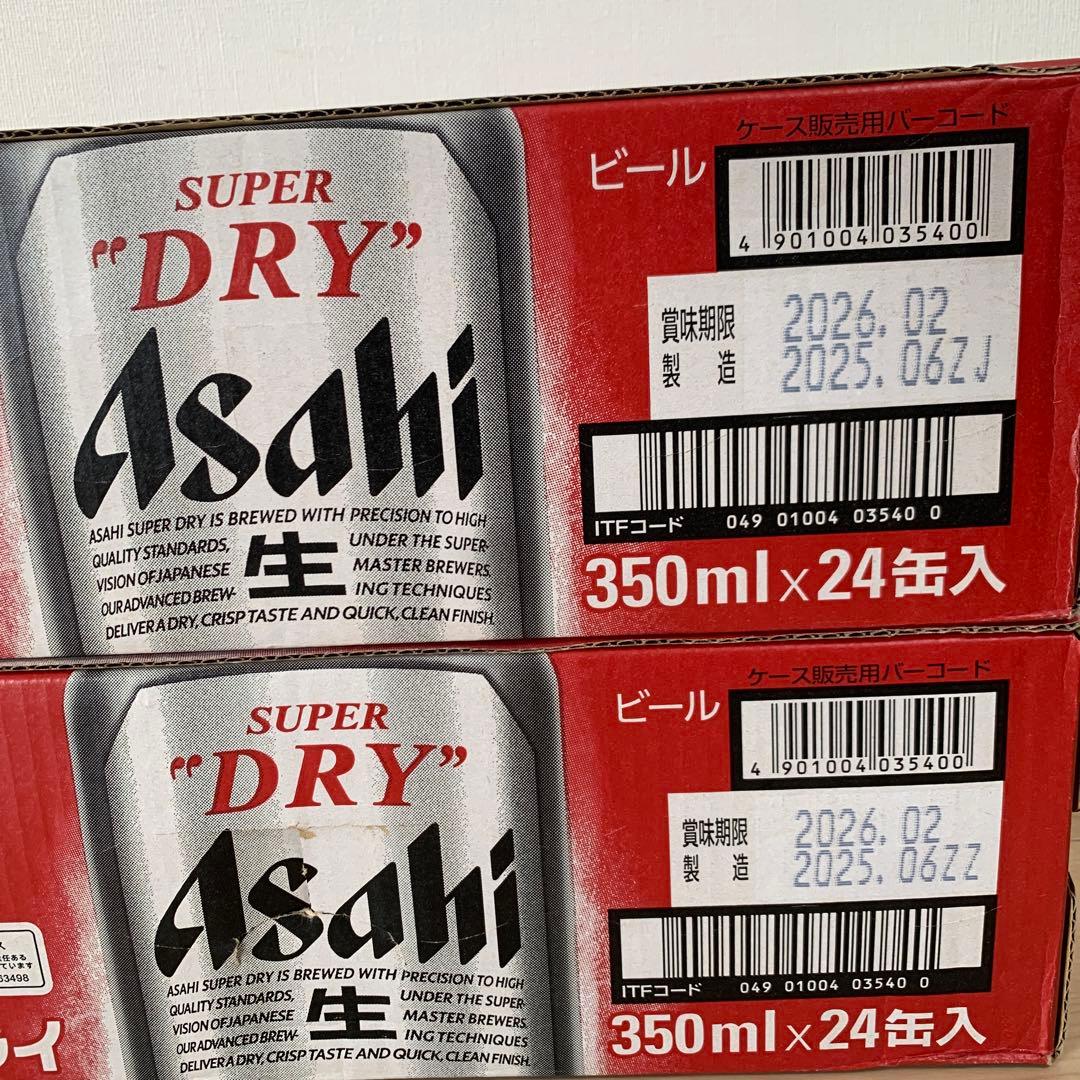 SUPER
"DRY"
Asahi
ASAHI SUPER DRY IS BREWED WITH PRECISION TO HIGH
QUALITY STANDARDS, UNDER THE SUPER-
VISION OF JAPANESE 生 MASTER BREWERS.
OUR ADVANCED BREW- ING TECHNIQUES
DELIVER A DRY, CRISP TASTE AND QUICK, CLEAN FINISH.
ケース販売用バーコード
ビール
4 901004 035400
賞味期限 2026.02
製造 2025.06ZJ
ITFコード 049 01004 03540 0
350ml×24缶入
SUPER
"DRY"
Asahi
ASAHI SUPER DRY IS BREWED WITH PRECISION TO HIGH
QUALITY STANDARDS, UNDER THE SUPER-
VISION OF JAPANESE 生 MASTER BREWERS.
OUR ADVANCED BREW- ING TECHNIQUES
DELIVER A DRY, CRISP TASTE AND QUICK, CLEAN FINISH.
ケース販売用バーコード
ビール
4 901004 035400
賞味期限 2026.02
製造 2025.06ZZ
ITFコード 049 01004 03540 0
350ml×24缶入
ています
63498
イ